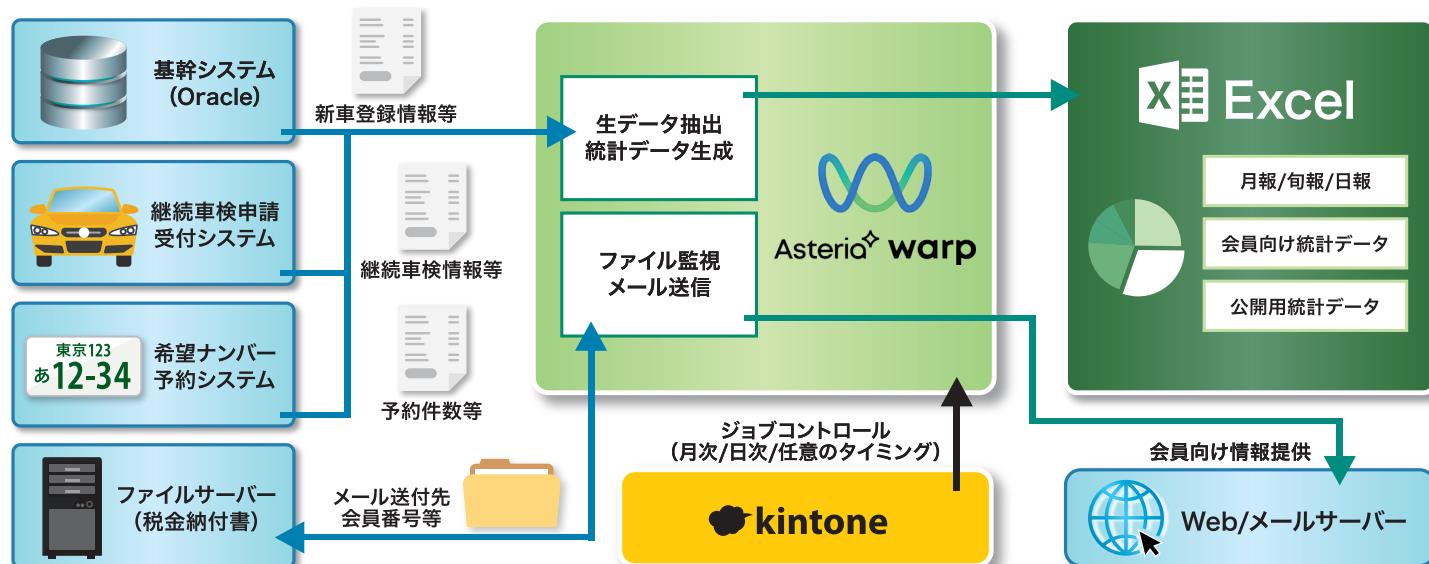 基幹システム
(Oracle)
新車登録情報等
継続車検申請
受付システム
継続車検情報等
東京123
あ12-34
希望ナンバー
予約システム
予約件数等
ファイルサーバー
（税金納付書）
メール送付先
会員番号等
生データ抽出
統計データ生成
ファイル監視
メール送信
Asteria warp
ジョブコントロール
（月次/日次/任意のタイミング）
kintone
X Excel
月報/旬報/日報
会員向け統計データ
公開用統計データ
会員向け情報提供
Web/メールサーバー